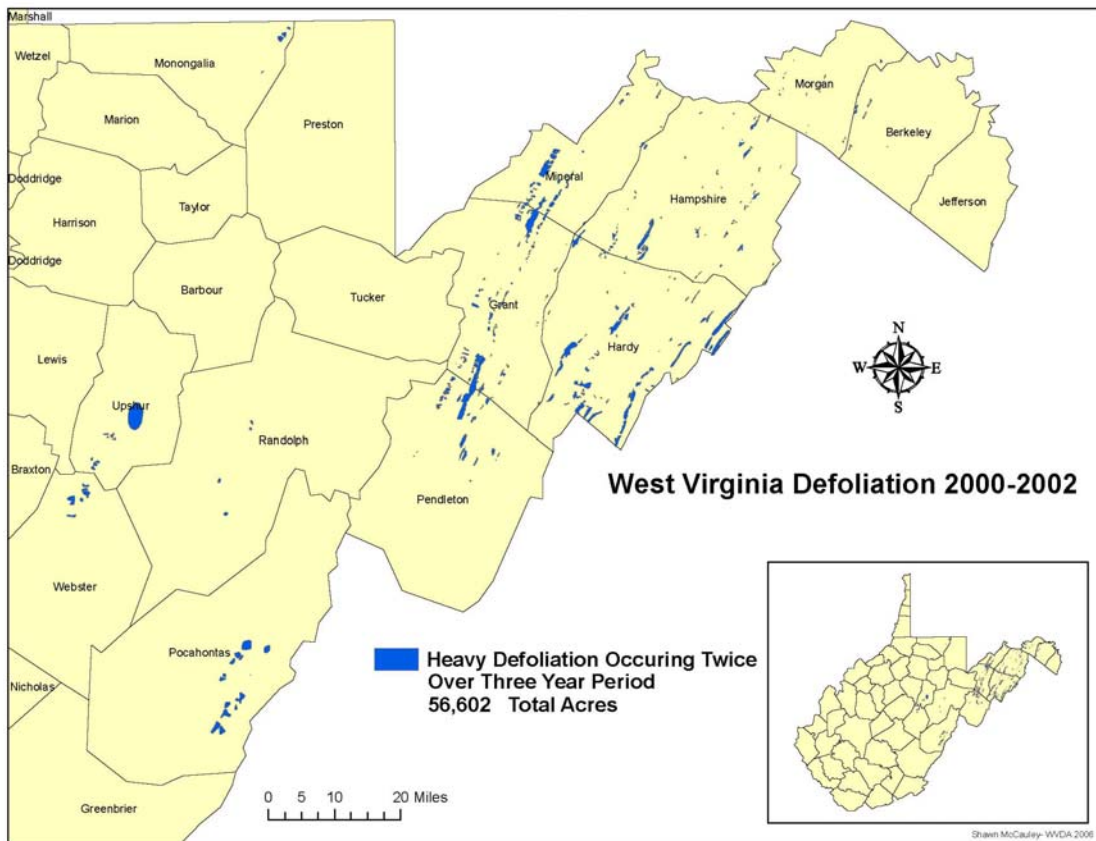 Marshall
Wetzel
Monongalia
Marion
Preston
Morgan
Berkeley
Jefferson
Doddridge
Harrison
Taylor
Mineral
Hampshire
Doddridge
Barbour
Tucker
Grant
Hardy
Lewis
Upshur
Randolph
Braxton
Pendleton
Webster
Pocahontas
Nicholas
Greenbrier
N
W E
S
West Virginia Defoliation 2000-2002
Heavy Defoliation Occuring Twice
Over Three Year Period
56,602 Total Acres
0 5 10 20 Miles
Shawn McCauley- WVDA 2006